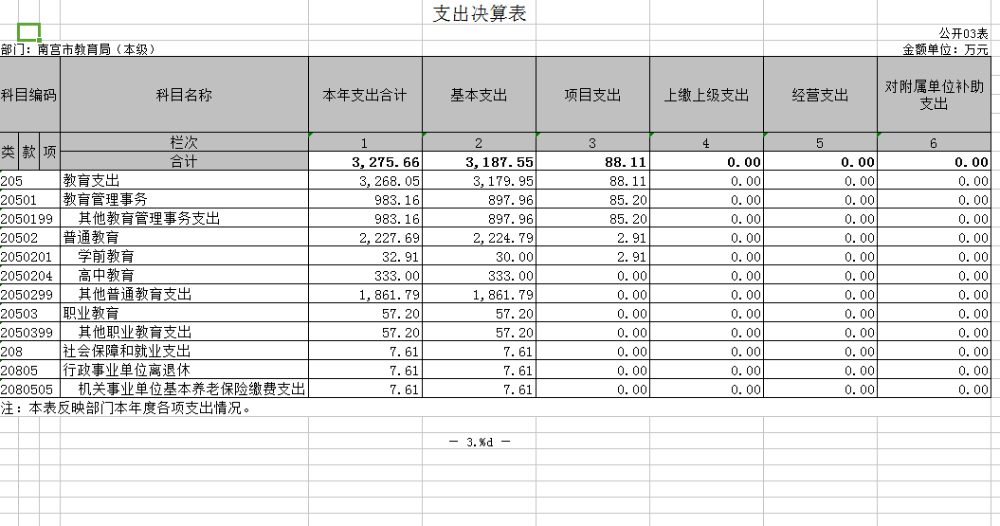 支出决算表
公开03表
部门：南宫市教育局（本级） 金额单位：万元
科目编码 科目名称 本年支出合计 基本支出 项目支出 上缴上级支出 经营支出 对附属单位补助
支出
类 款 项 栏次 1 2 3 4 5 6
合计 3,275.66 3,187.55 88.11 0.00 0.00 0.00
205 教育支出 3,268.05 3,179.95 88.11 0.00 0.00 0.00
20501 教育管理事务 983.16 897.96 85.20 0.00 0.00 0.00
2050199 其他教育管理事务支出 983.16 897.96 85.20 0.00 0.00 0.00
20502 普通教育 2,227.69 2,224.79 2.91 0.00 0.00 0.00
2050201 学前教育 32.91 30.00 2.91 0.00 0.00 0.00
2050204 高中教育 333.00 333.00 0.00 0.00 0.00 0.00
2050299 其他普通教育支出 1,861.79 1,861.79 0.00 0.00 0.00 0.00
20503 职业教育 57.20 57.20 0.00 0.00 0.00 0.00
2050399 其他职业教育支出 57.20 57.20 0.00 0.00 0.00 0.00
208 社会保障和就业支出 7.61 7.61 0.00 0.00 0.00 0.00
20805 行政事业单位离退休 7.61 7.61 0.00 0.00 0.00 0.00
2080505 机关事业单位基本养老保险缴费支出 7.61 7.61 0.00 0.00 0.00 0.00
注：本表反映部门本年度各项支出情况。
— 3.%d —